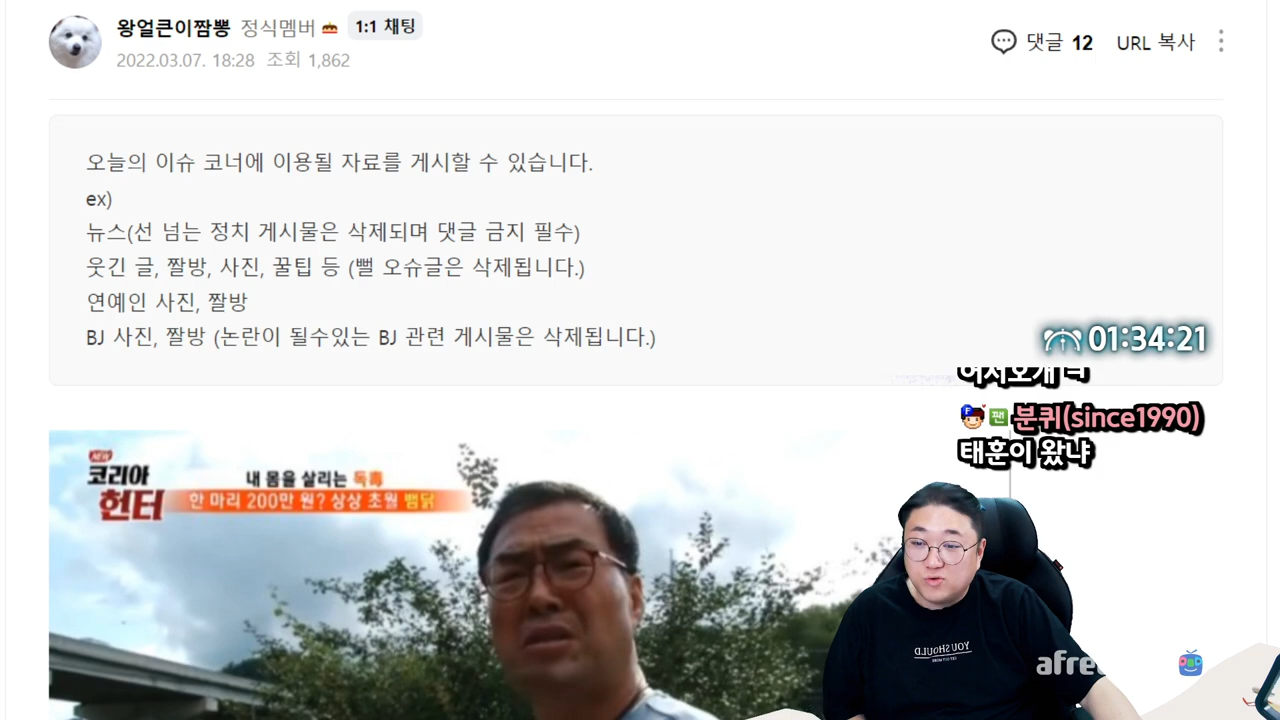 왕얼큰이짬뽕 정식멤버 1:1 채팅
2022.03.07. 18:28 조회 1,862
댓글 12 URL 복사
오늘의 이슈 코너에 이용될 자료를 게시할 수 있습니다.
ex)
뉴스(선 넘는 정치 게시물은 삭제되며 댓글 금지 필수)
웃긴 글, 짤방, 사진, 꿀팁 등 (뻘 오슈글은 삭제됩니다.)
연예인 사진, 짤방
BJ 사진, 짤방 (논란이 될수있는 BJ 관련 게시물은 삭제됩니다.)
01:34:21
팬 분퀴(since1990)
태훈이 왔냐
NEW
코리아
헌터
내 몸을 살리는 독毒
한 마리 200만 원? 상상 초월 뱀닭
YOU SHOULD
afre